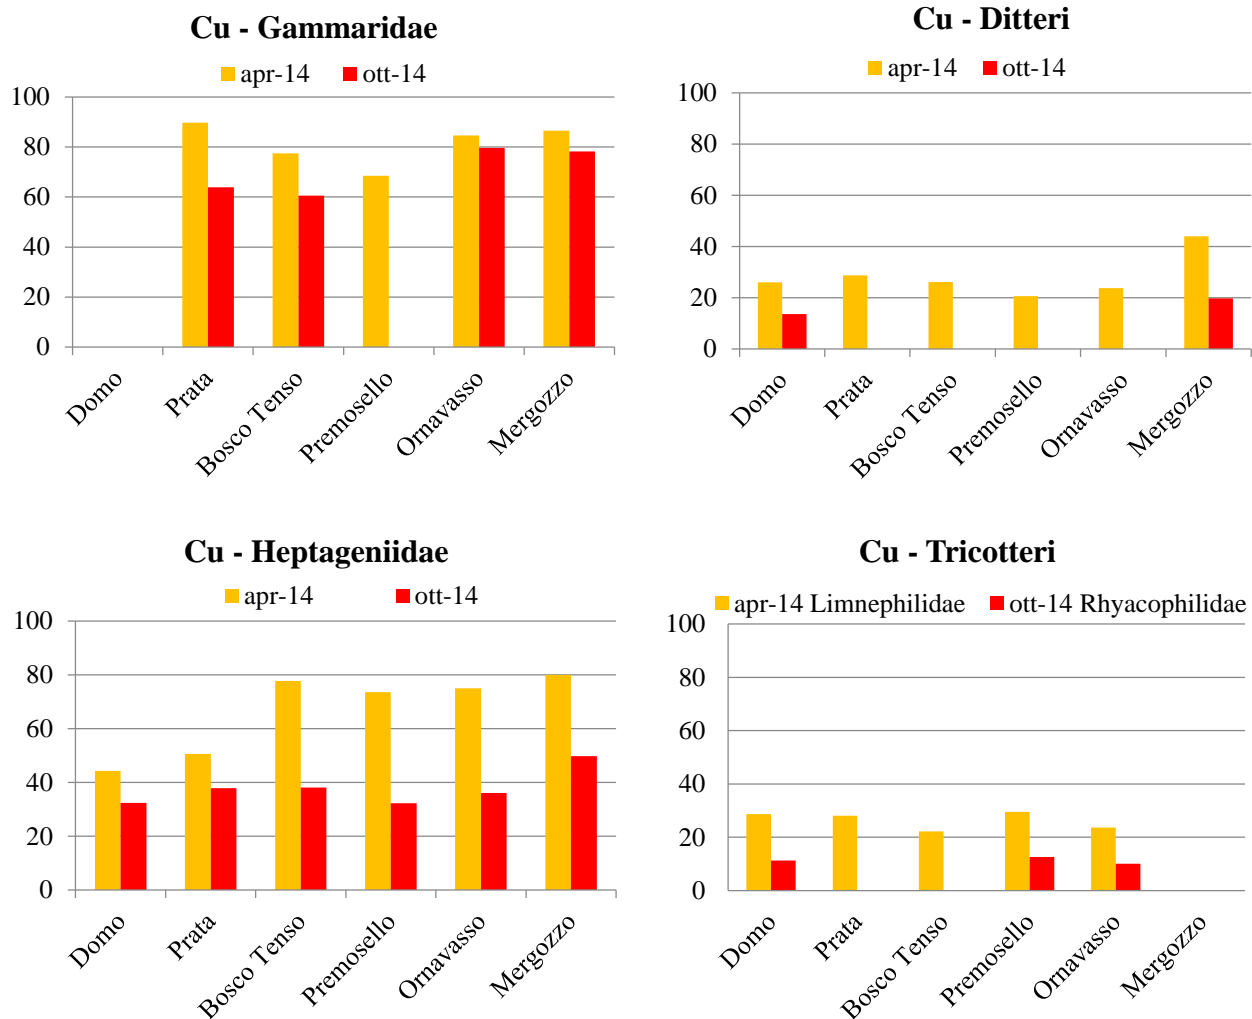 Cu - Gammaridae
apr-14 ott-14
100
80
60
40
20
0
Domo
Prata
Bosco Tenso
Premosello
Ornavasso
Mergozzo
Cu - Ditteri
apr-14 ott-14
100
80
60
40
20
0
Domo
Prata
Bosco Tenso
Premosello
Ornavasso
Mergozzo
Cu - Heptageniidae
apr-14 ott-14
100
80
60
40
20
0
Domo
Prata
Bosco Tenso
Premosello
Ornavasso
Mergozzo
Cu - Tricotteri
apr-14 Limnephilidae ott-14 Rhyacophilidae
100
80
60
40
20
0
Domo
Prata
Bosco Tenso
Premosello
Ornavasso
Mergozzo